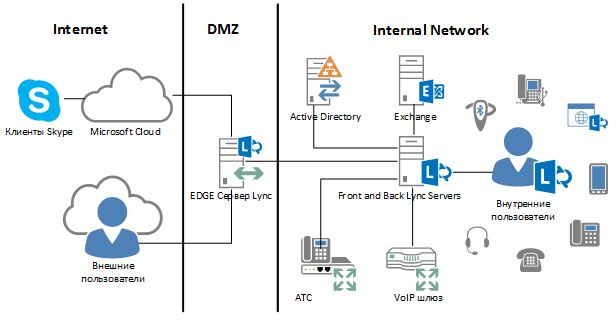 Internet
DMZ
Internal Network
Active Directory
Exchange
Клиенты Skype
Microsoft Cloud
EDGE Сервер Lync
Front and Back Lync Servers
Внутренние
пользователи
Внешние
пользователи
АТС
VoIP шлюз